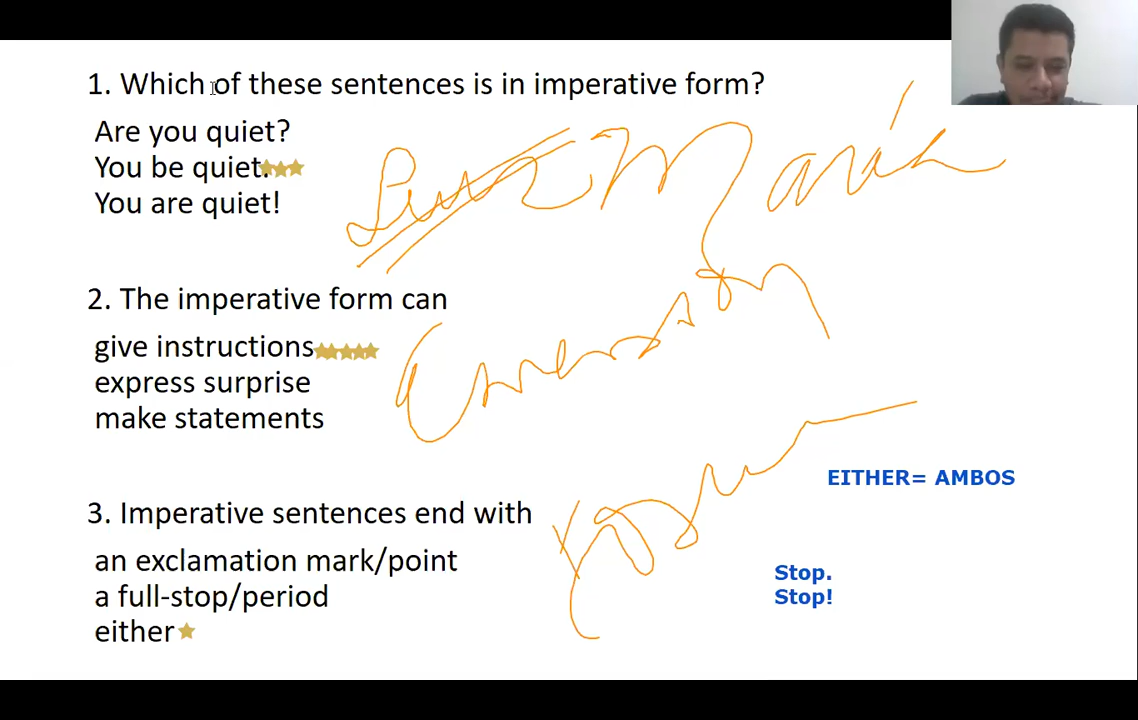 1. Which of these sentences is in imperative form?
Are you quiet?
You be quiet.
You are quiet!
2. The imperative form can
give instructions
express surprise
make statements
3. Imperative sentences end with
an exclamation mark/point
a full-stop/period
either
EITHER= AMBOS
Stop.
Stop!